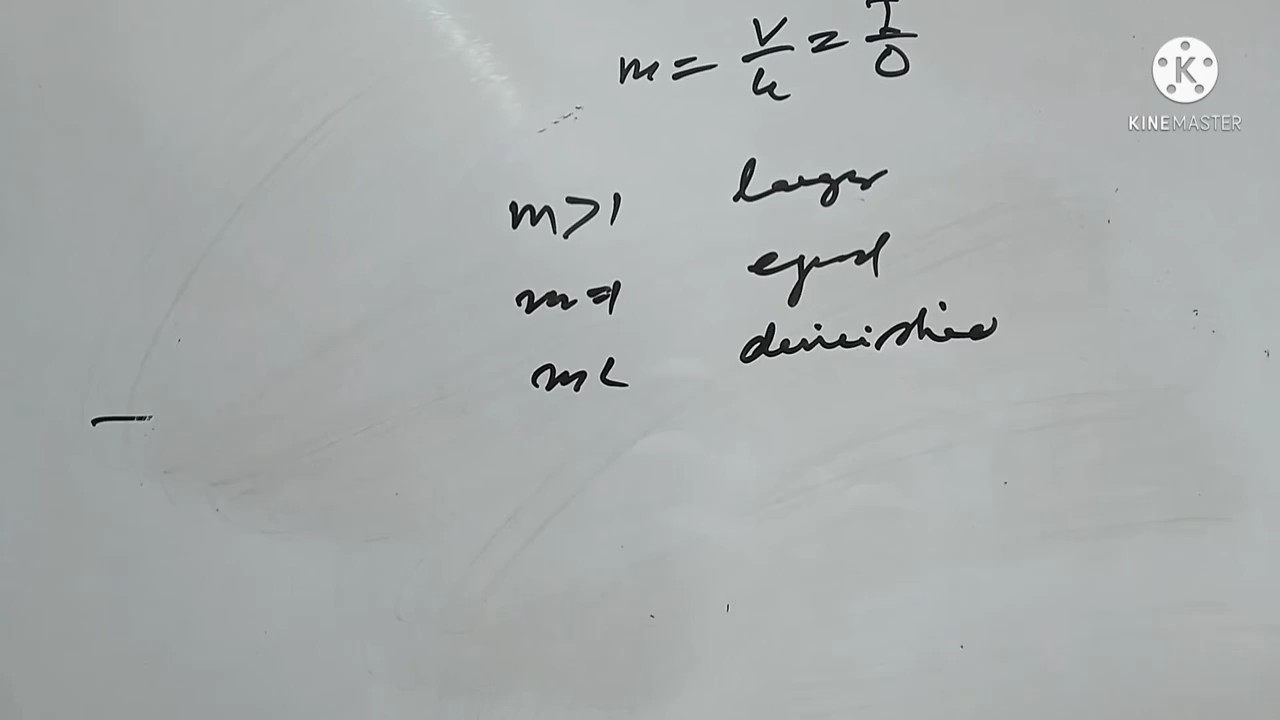 m = v/u = I/O
KINEMASTER
m>1 larger
m=1 equal
m< diminished